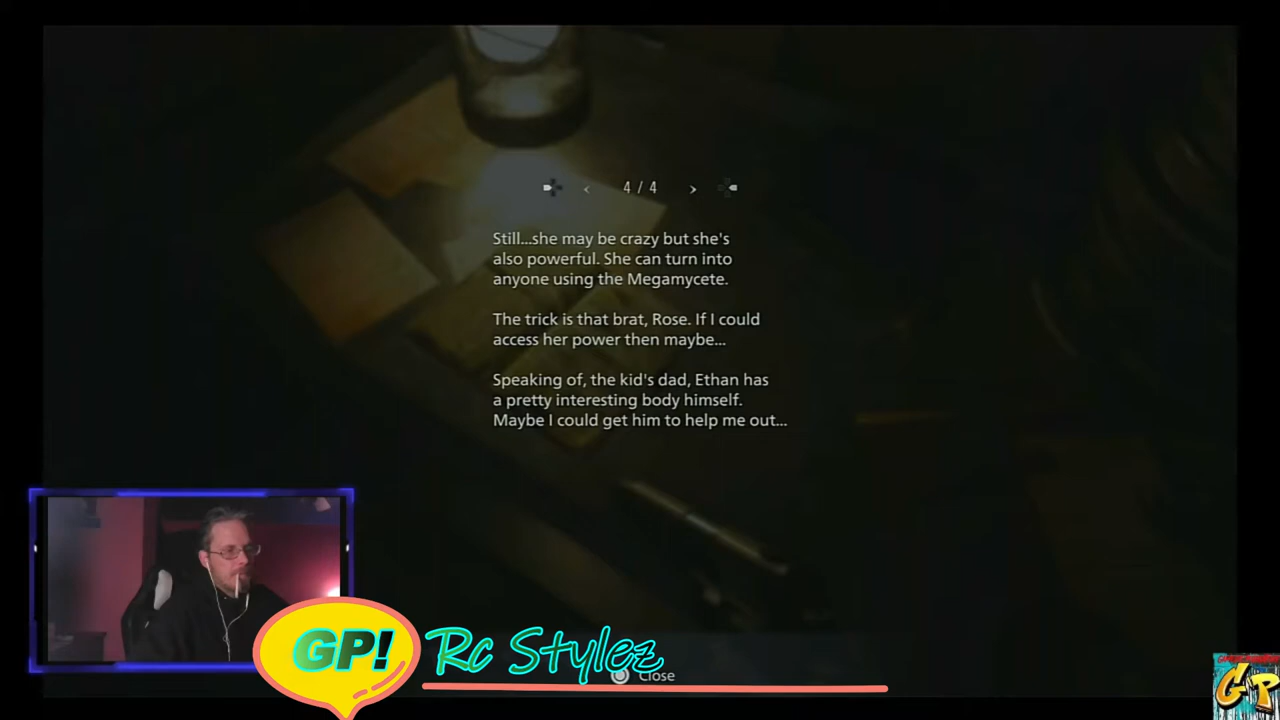 4/4
Still...she may be crazy but she's
also powerful. She can turn into
anyone using the Megamycete.
The trick is that brat, Rose. If I could
access her power then maybe...
Speaking of, the kid's dad, Ethan has
a pretty interesting body himself.
Maybe I could get him to help me out...
GP! Rc Stylez
Close
GP